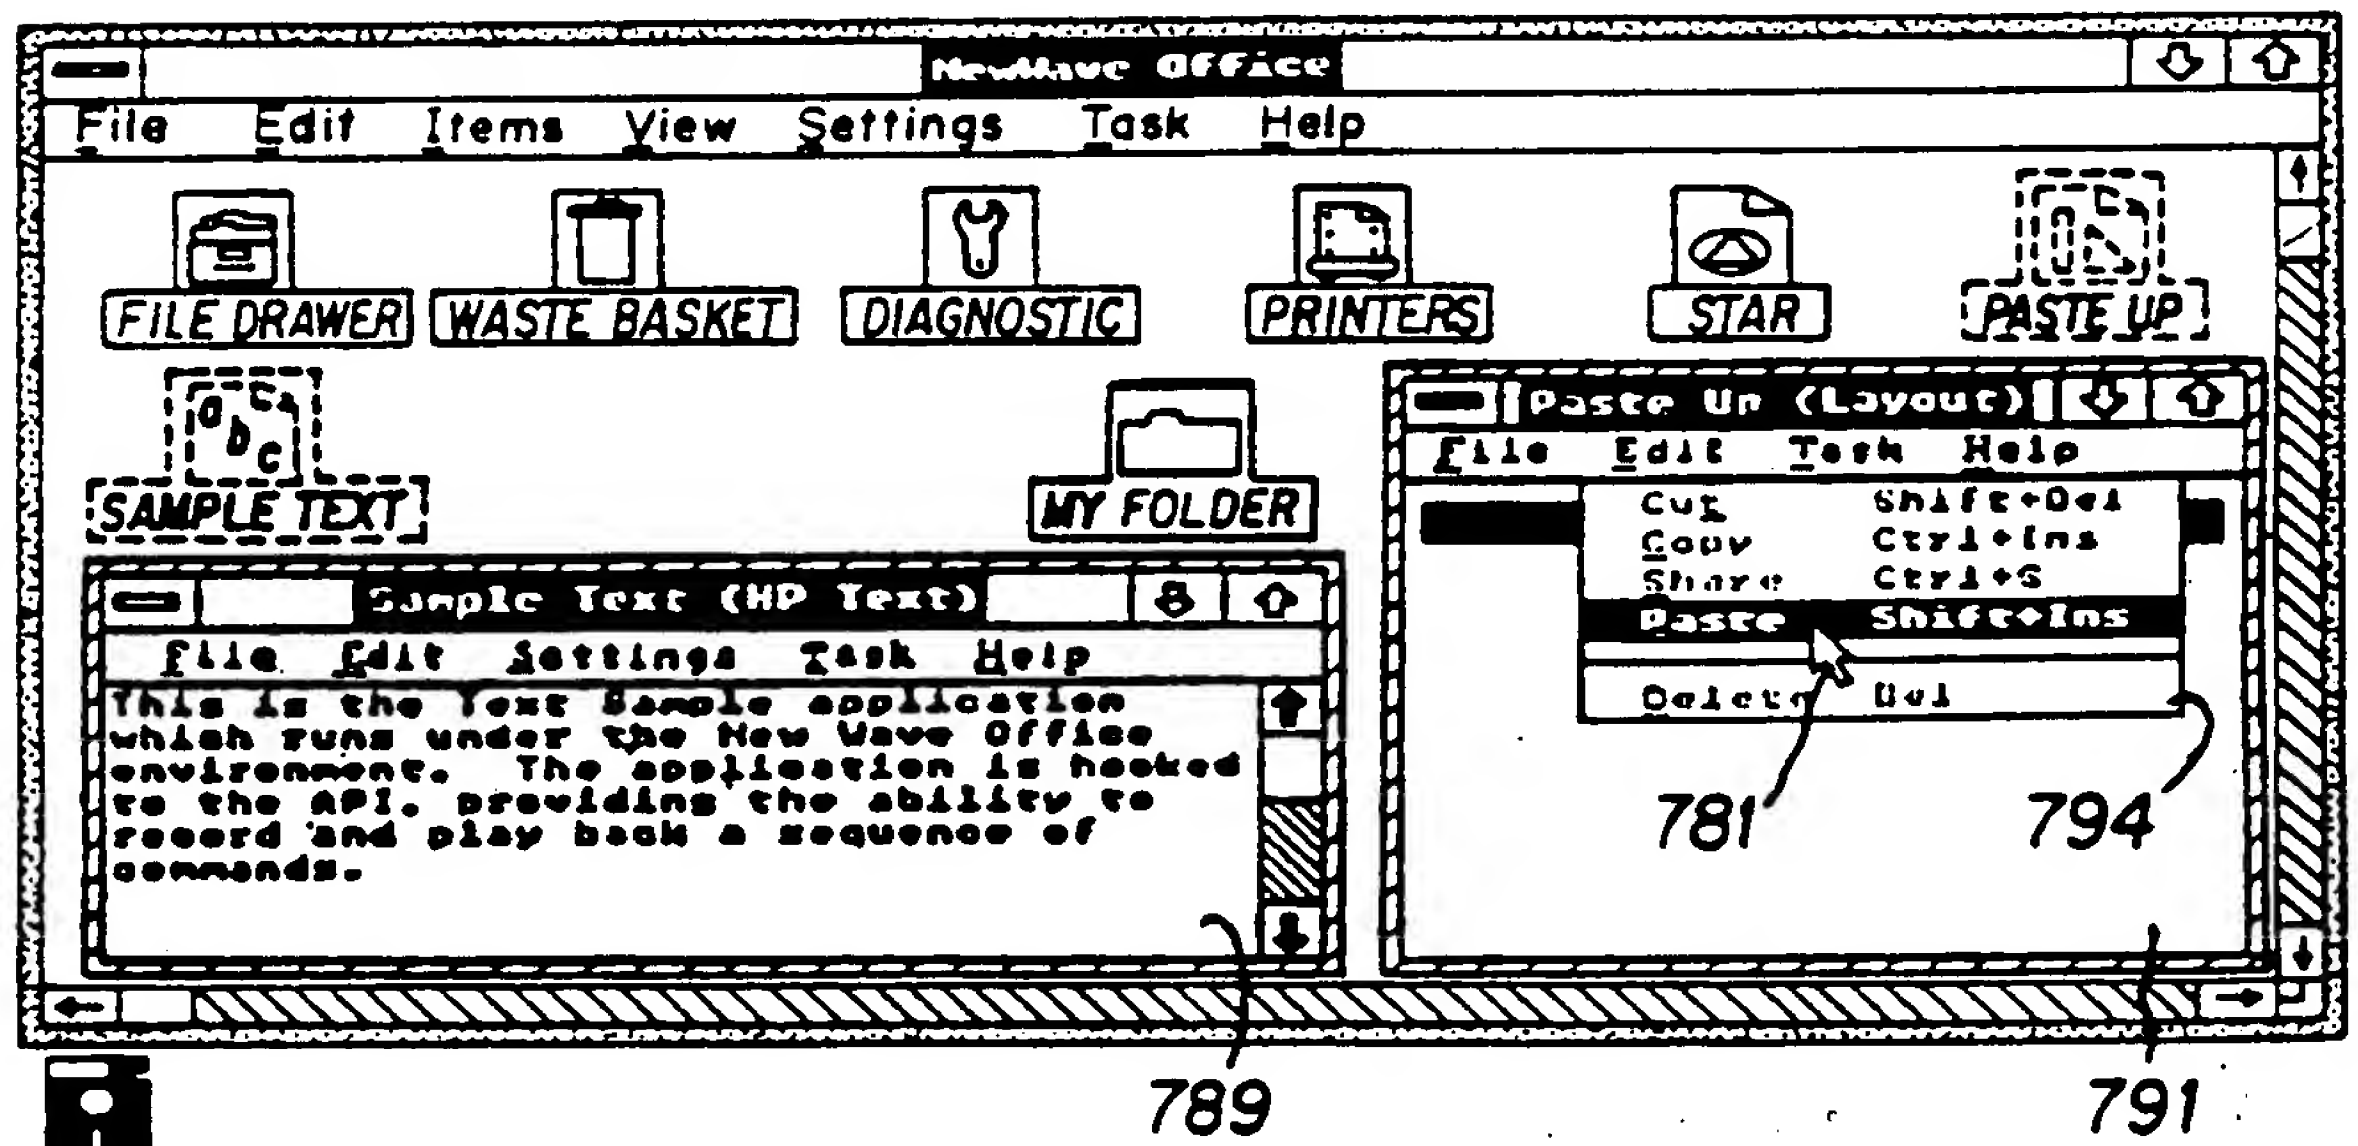 NewWave Office
File Edit Items View Settings Task Help
FILE DRAWER WASTE BASKET DIAGNOSTIC PRINTERS STAR PASTE UP
abc
SAMPLE TEXT MY FOLDER
Paste Up (Layout)
File Edit Task Help
Cut Shift+Del
Copy Ctrl+Ins
Share Ctrl+S
Paste Shift+Ins
Delete Del
Sample Text (HP Text)
File Edit Settings Task Help
This is the Text Sample application
which runs under the New Wave Office
environment. The application is hooked
to the API, providing the ability to
record and play back a sequence of
commands.
781 794
789 791